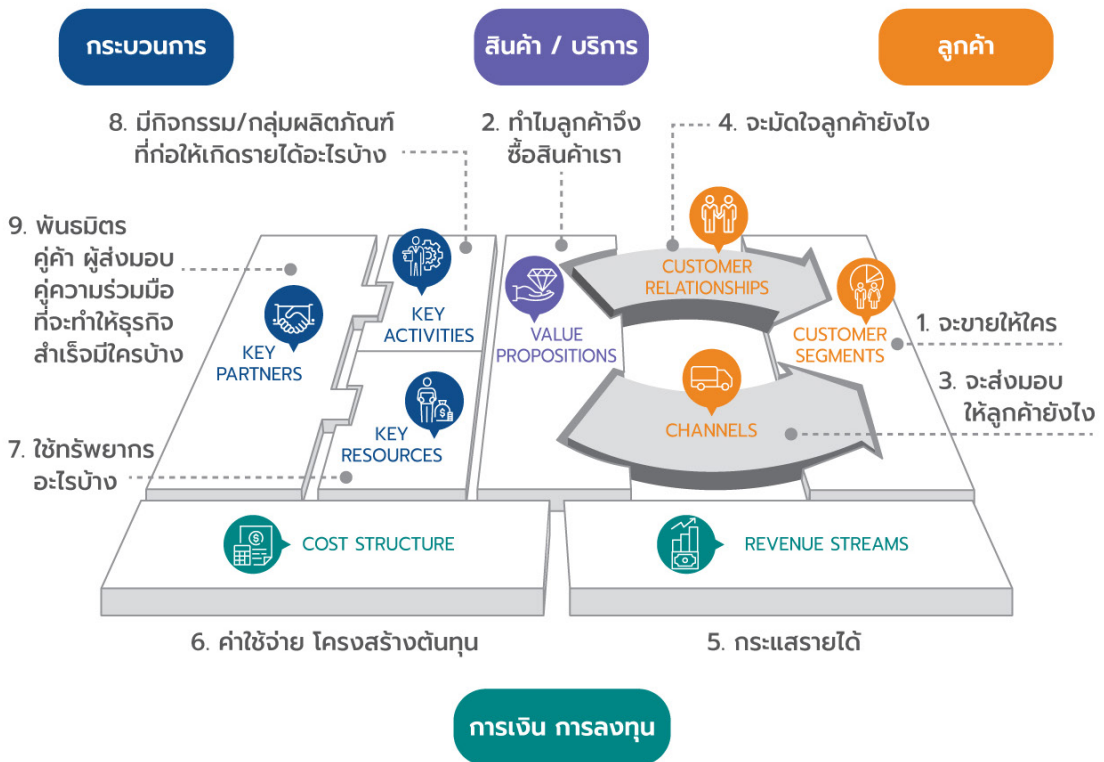 กระบวนการ
สินค้า / บริการ
ลูกค้า
8. มีกิจกรรม/กลุ่มผลิตภัณฑ์
ที่ก่อให้เกิดรายได้อะไรบ้าง
2. ทำไมลูกค้าจึง
ซื้อสินค้าเรา
4. จะมัดใจลูกค้ายังไง
9. พันธมิตร
คู่ค้า ผู้ส่งมอบ
คู่ความร่วมมือ
ที่จะทำให้ธุรกิจ
สำเร็จมีใครบ้าง
KEY
PARTNERS
KEY
ACTIVITIES
KEY
RESOURCES
VALUE
PROPOSITIONS
CUSTOMER
RELATIONSHIPS
CHANNELS
CUSTOMER
SEGMENTS
1. จะขายให้ใคร
3. จะส่งมอบ
ให้ลูกค้ายังไง
7. ใช้ทรัพยากร
อะไรบ้าง
COST STRUCTURE
REVENUE STREAMS
6. ค่าใช้จ่าย โครงสร้างต้นทุน
5. กระแสรายได้
การเงิน การลงทุน